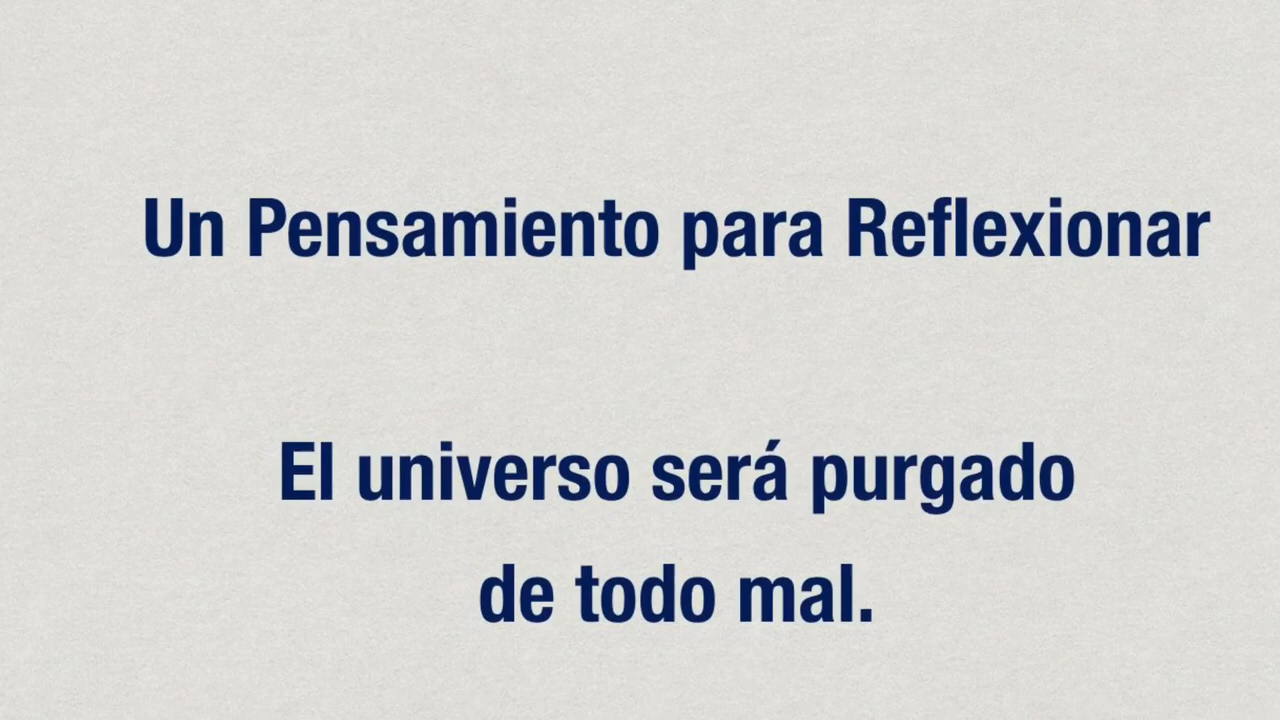 Un Pensamiento para Reflexionar
El universo será purgado
de todo mal.